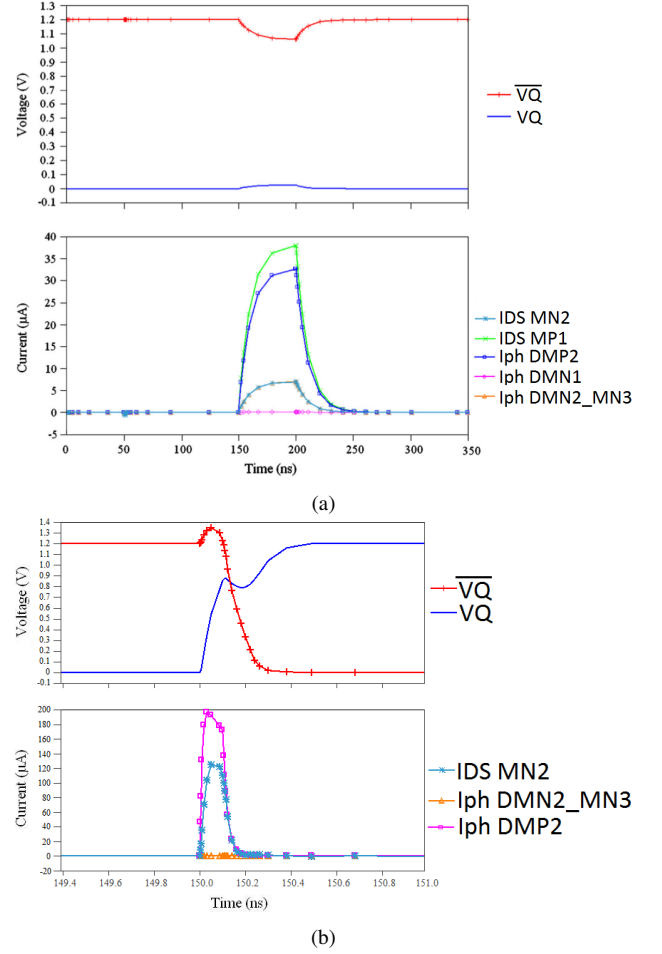 1.3
1.2
1.1
1.0
0.9
0.8
0.7
0.6
0.5
0.4
0.3
0.2
0.1
0
-0.1
Voltage (V)
VQ
VQ
40
35
30
25
20
15
10
5
0
-5
Current (µA)
0 50 100 150 200 250 300 350
Time (ns)
IDS MN2
IDS MP1
Iph DMP2
Iph DMN1
Iph DMN2_MN3
(a)
1.4
1.3
1.2
1.1
1.0
0.9
0.8
0.7
0.6
0.5
0.4
0.3
0.2
0.1
0
-0.1
Voltage (V)
VQ
VQ
200
180
160
140
120
100
80
60
40
20
0
-20
Current (µA)
149.4 149.6 149.8 150.0 150.2 150.4 150.6 150.8 151.0
Time (ns)
IDS MN2
Iph DMN2_MN3
Iph DMP2
(b)